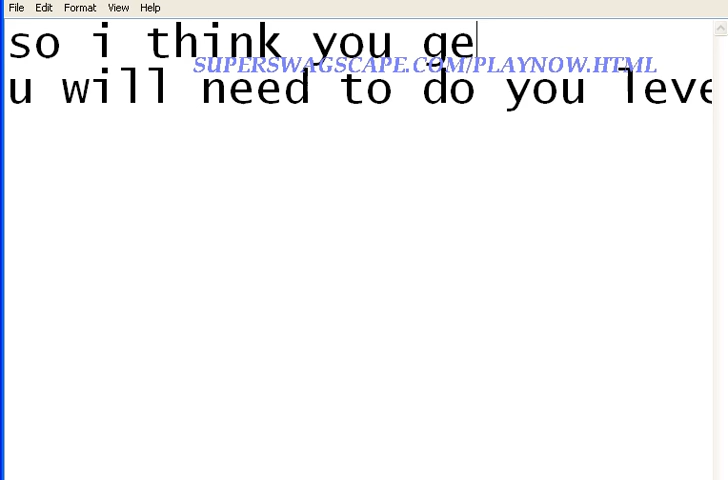 File Edit Format View Help
so i think you ge
SUPERSWAGSCAPE.COM/PLAYNOW.HTML
u will need to do you leve